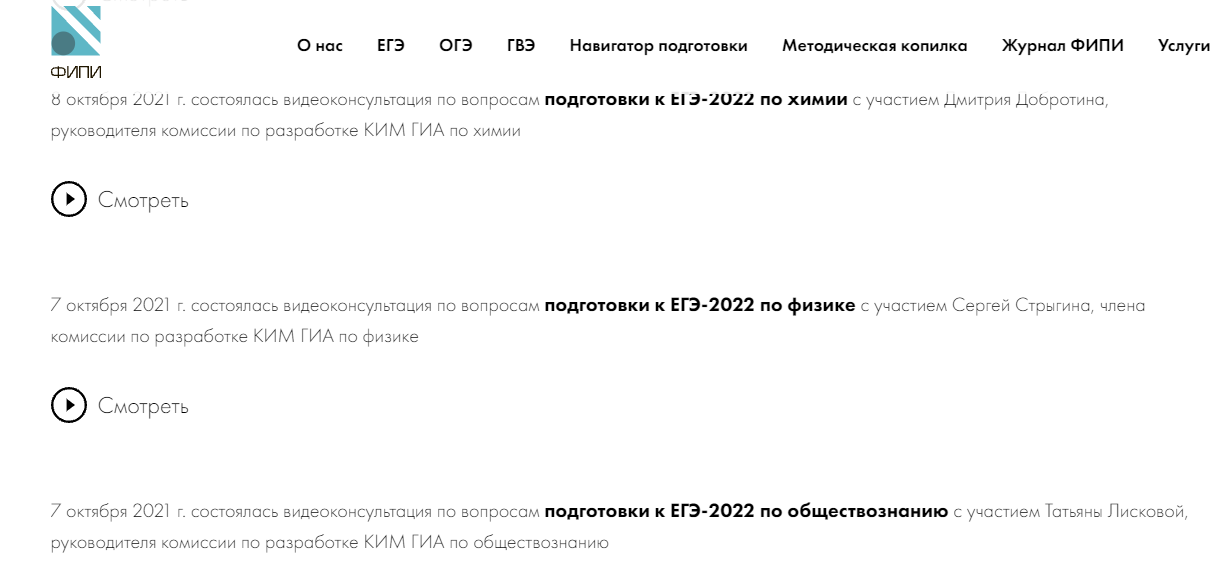 О нас ЕГЭ ОГЭ ГВЭ Навигатор подготовки Методическая копилка Журнал ФИПИ Услуги
ФИПИ
8 октября 2021 г. состоялась видеоконсультация по вопросам подготовки к ЕГЭ-2022 по химии с участием Дмитрия Добротина,
руководителя комиссии по разработке КИМ ГИА по химии
Смотреть
7 октября 2021 г. состоялась видеоконсультация по вопросам подготовки к ЕГЭ-2022 по физике с участием Сергей Стрыгина, члена
комиссии по разработке КИМ ГИА по физике
Смотреть
7 октября 2021 г. состоялась видеоконсультация по вопросам подготовки к ЕГЭ-2022 по обществознанию с участием Татьяны Лисковой,
руководителя комиссии по разработке КИМ ГИА по обществознанию